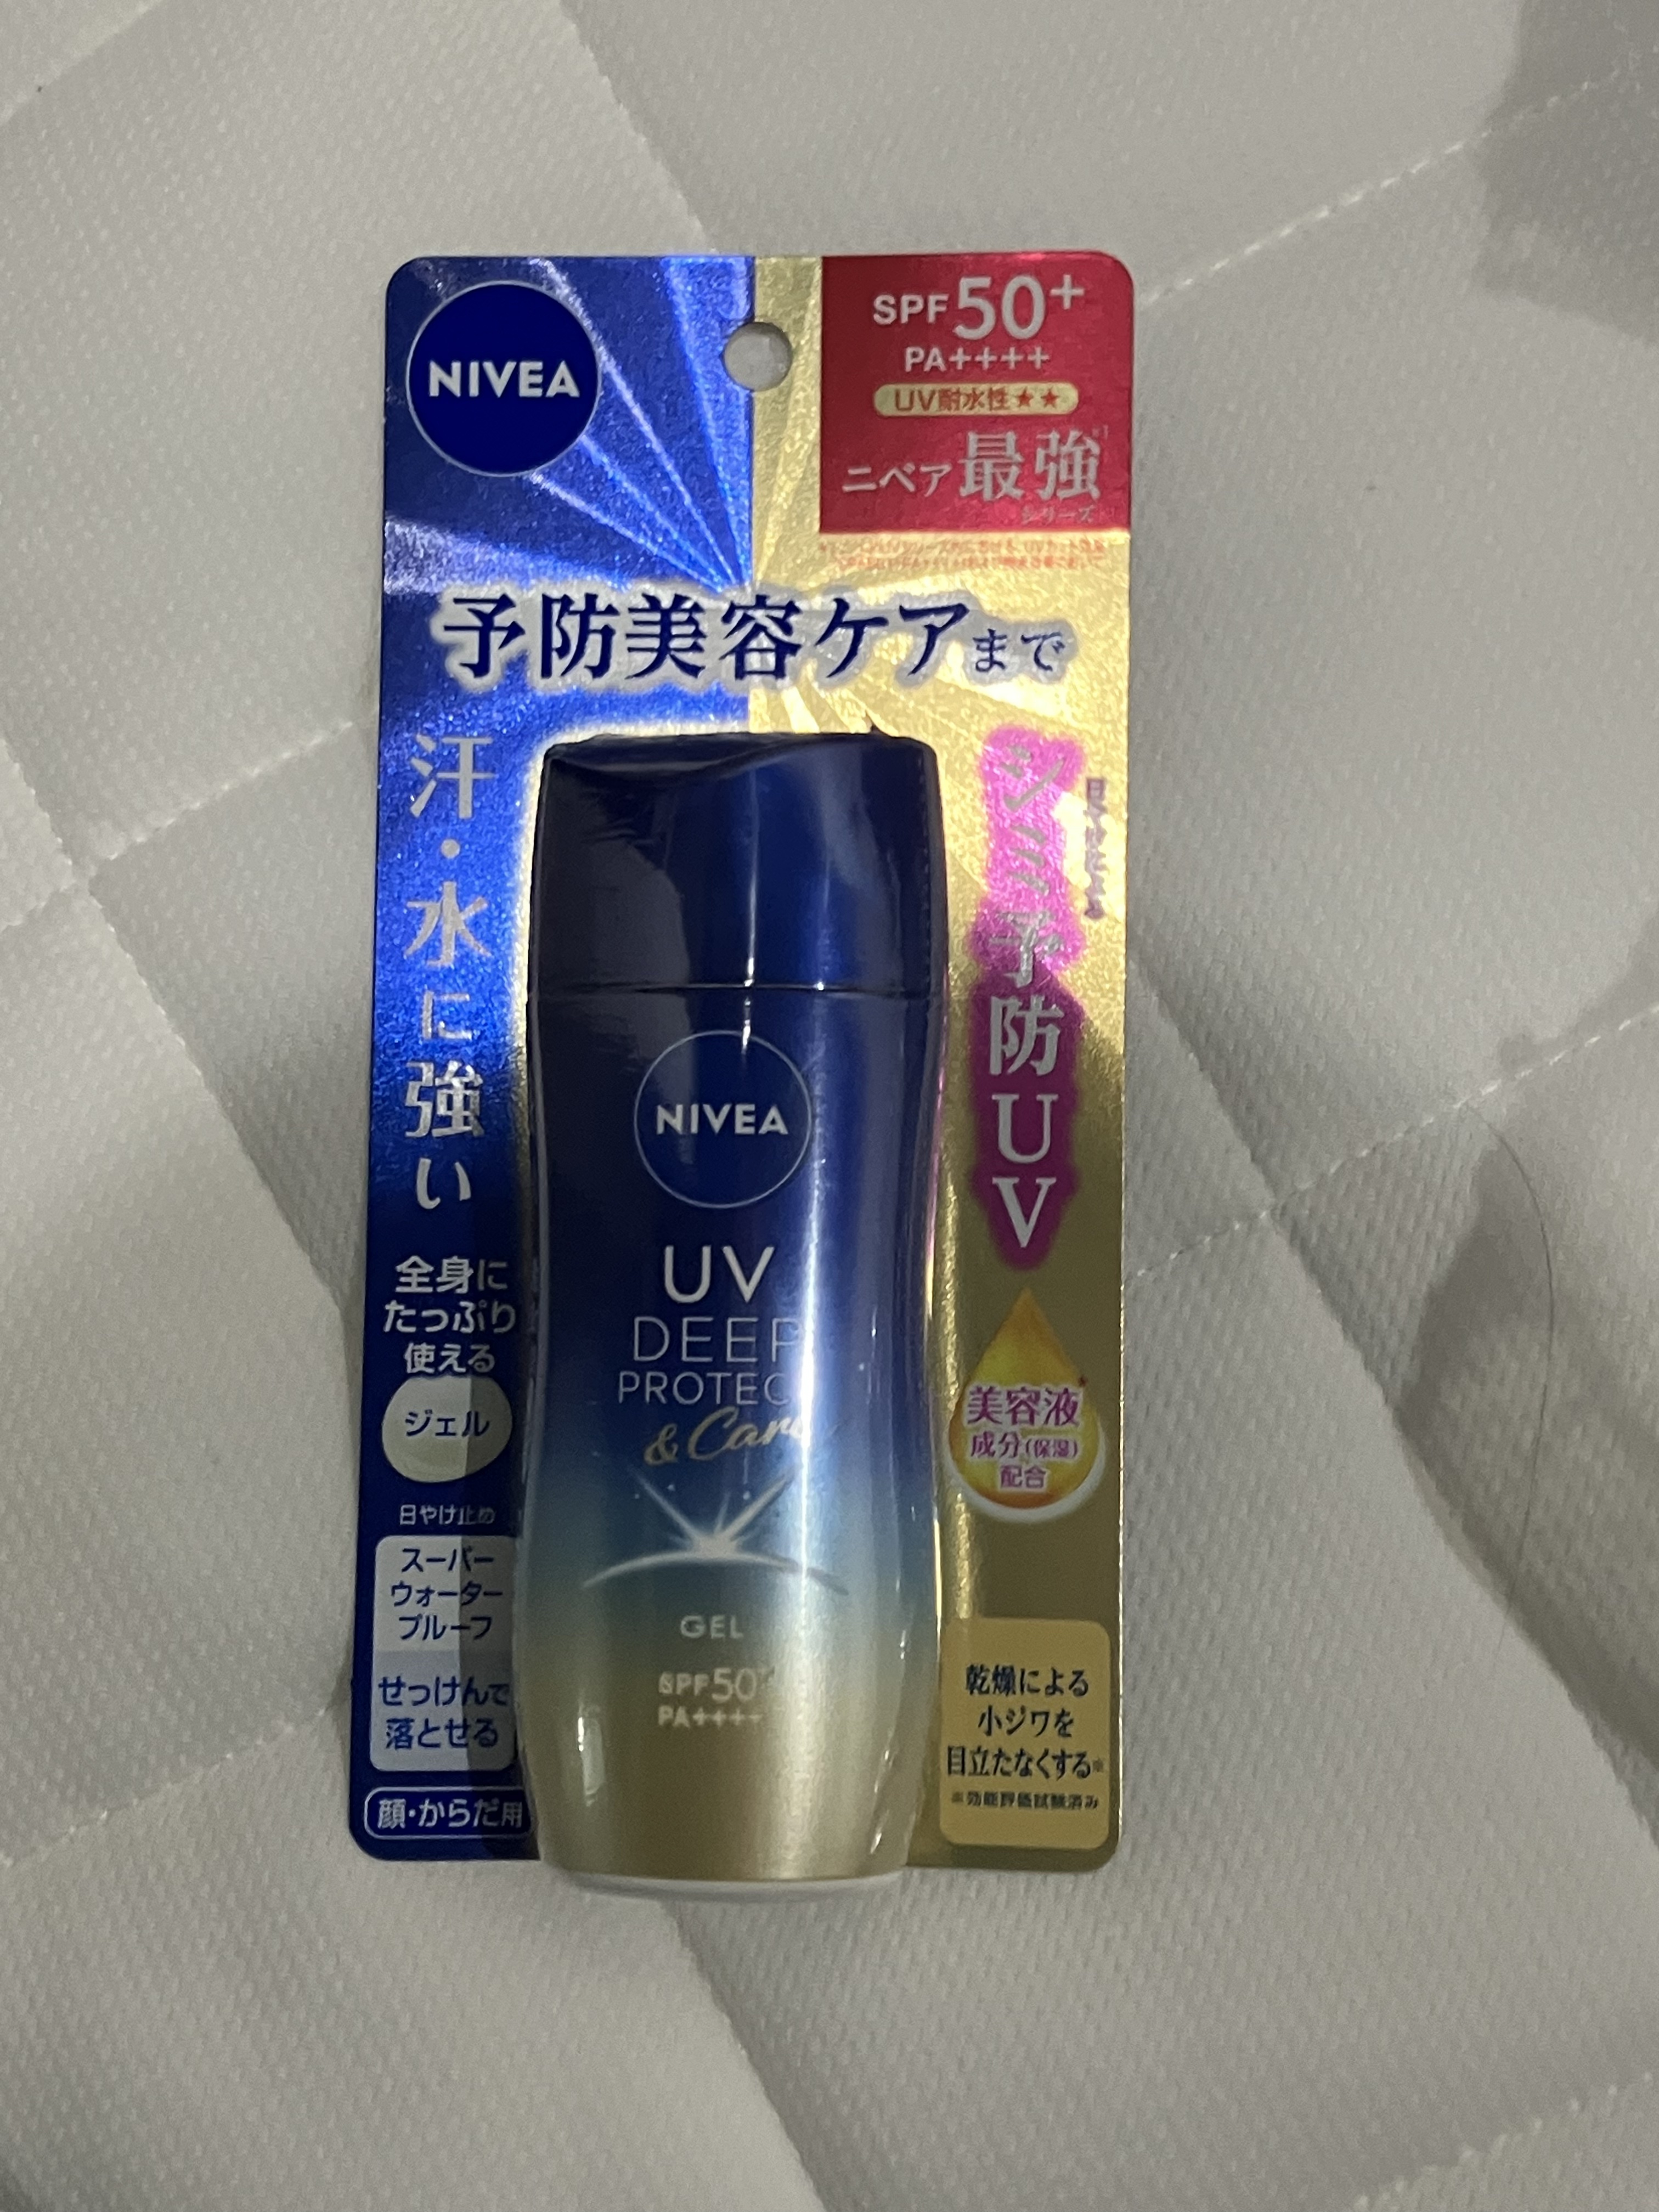 NIVEA
SPF50+
PA++++
UV耐水性★★
ニベア最強※1
シリーズ
予防美容ケアまで
汗・水に強い
全身に
たっぷり
使える
ジェル
日やけ止め
スーパー
ウォーター
プルーフ
せっけんで
落とせる
顔・からだ用
NIVEA
UV
DEEP
PROTEC
& Care
GEL
SPF50+
PA++++
シミ予防UV
美容液*
成分(保湿)
配合
乾燥による
小ジワを
目立たなくする※
※効能評価試験済み